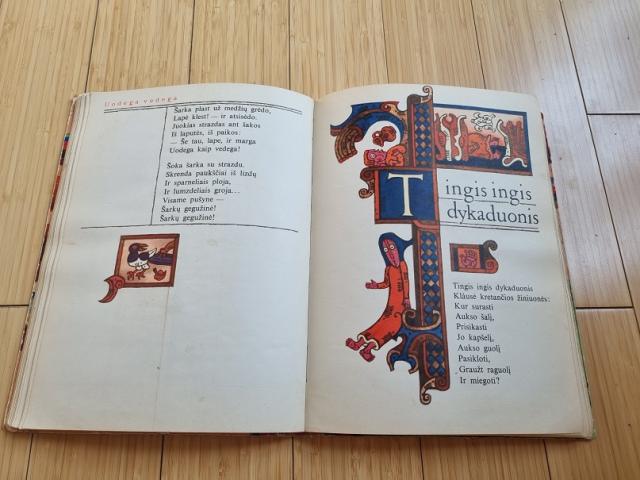 Uodega vodega
Šarka plast už medžių grėdo,
Lapė klest! — ir atsisėdo.
Juokias strazdas ant šakos
Iš laputės, iš paikos:
— Še tau, lape, ir marga
Uodega kaip vedega!
Šoka šarka su strazdu.
Skrenda paukščiai iš lizdų
Ir sparneliais ploja,
Ir lumzdeliais groja...
Visame pušyne —
Šarkų gegužinė!
Šarkų gegužinė!
Tingis ingis
dykaduonis
Tingis ingis dykaduonis
Klausė kretančios žiniuonės:
Kur surasti
Aukso šalį,
Prisikasti
Jo kapšelį,
Aukso guolį
Pasikloti,
Graužt raguolį
Ir miegoti?